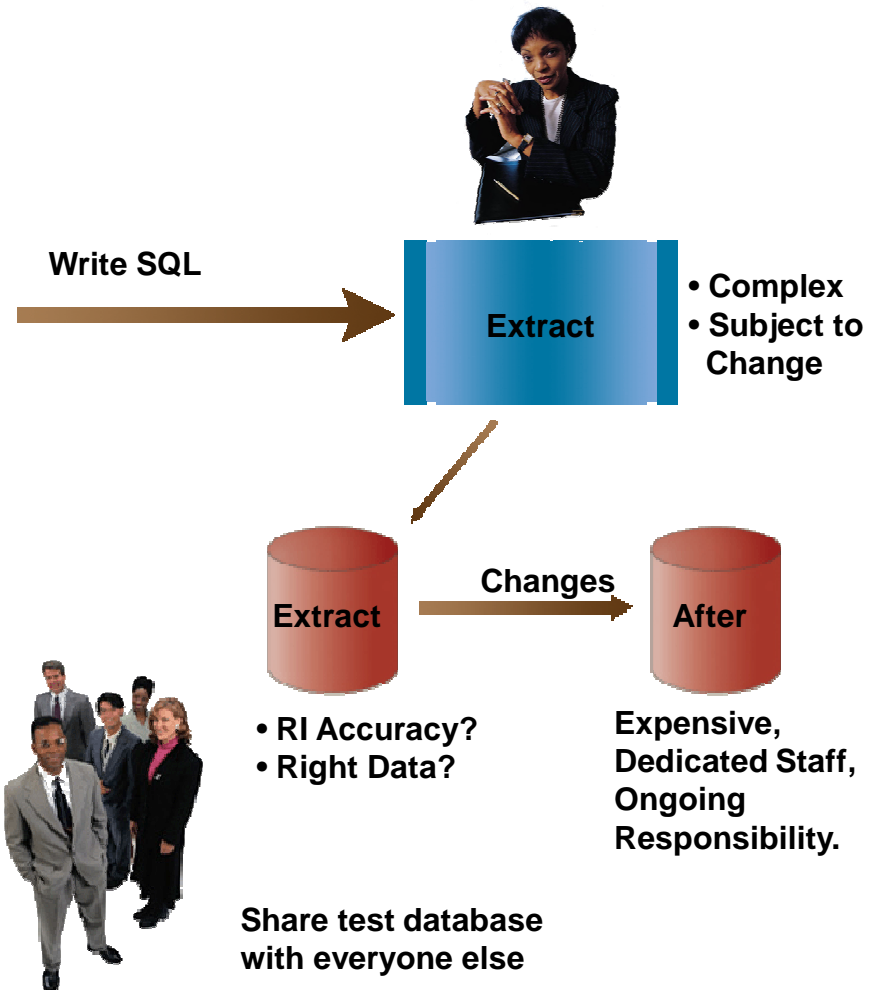 Write SQL
Extract
• Complex
• Subject to
Change
Extract
Changes
After
• RI Accuracy?
• Right Data?
Expensive,
Dedicated Staff,
Ongoing
Responsibility.
Share test database
with everyone else